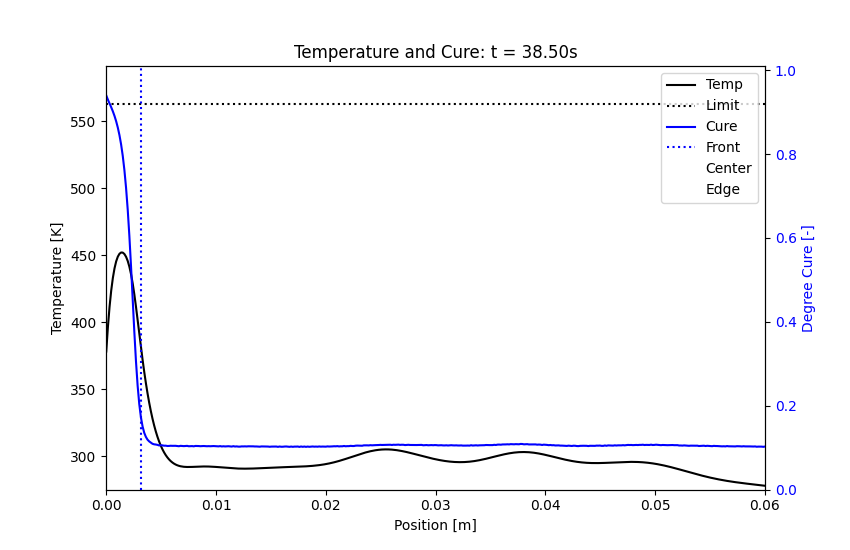 Temperature and Cure: t = 38.50s
Temp
Limit
Cure
Front
Center
Edge
Temperature [K]
550
500
450
400
350
300
Degree Cure [-]
1.0
0.8
0.6
0.4
0.2
0.0
0.00 0.01 0.02 0.03 0.04 0.05 0.06
Position [m]